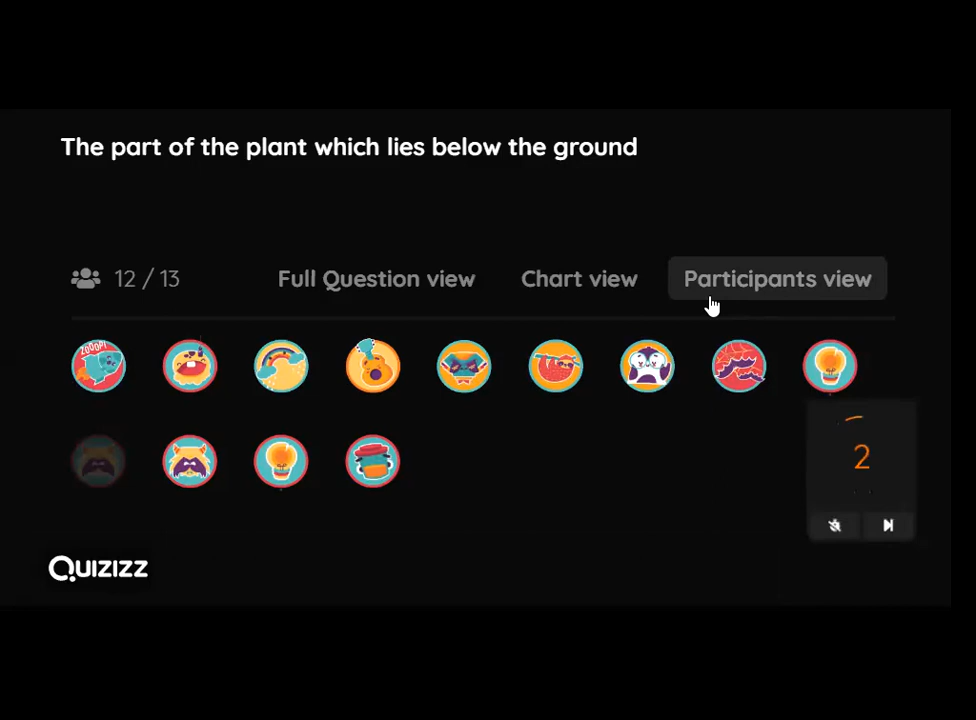 The part of the plant which lies below the ground
12 / 13 Full Question view Chart view Participants view
ZOOOP!
2
QUIZIZZ